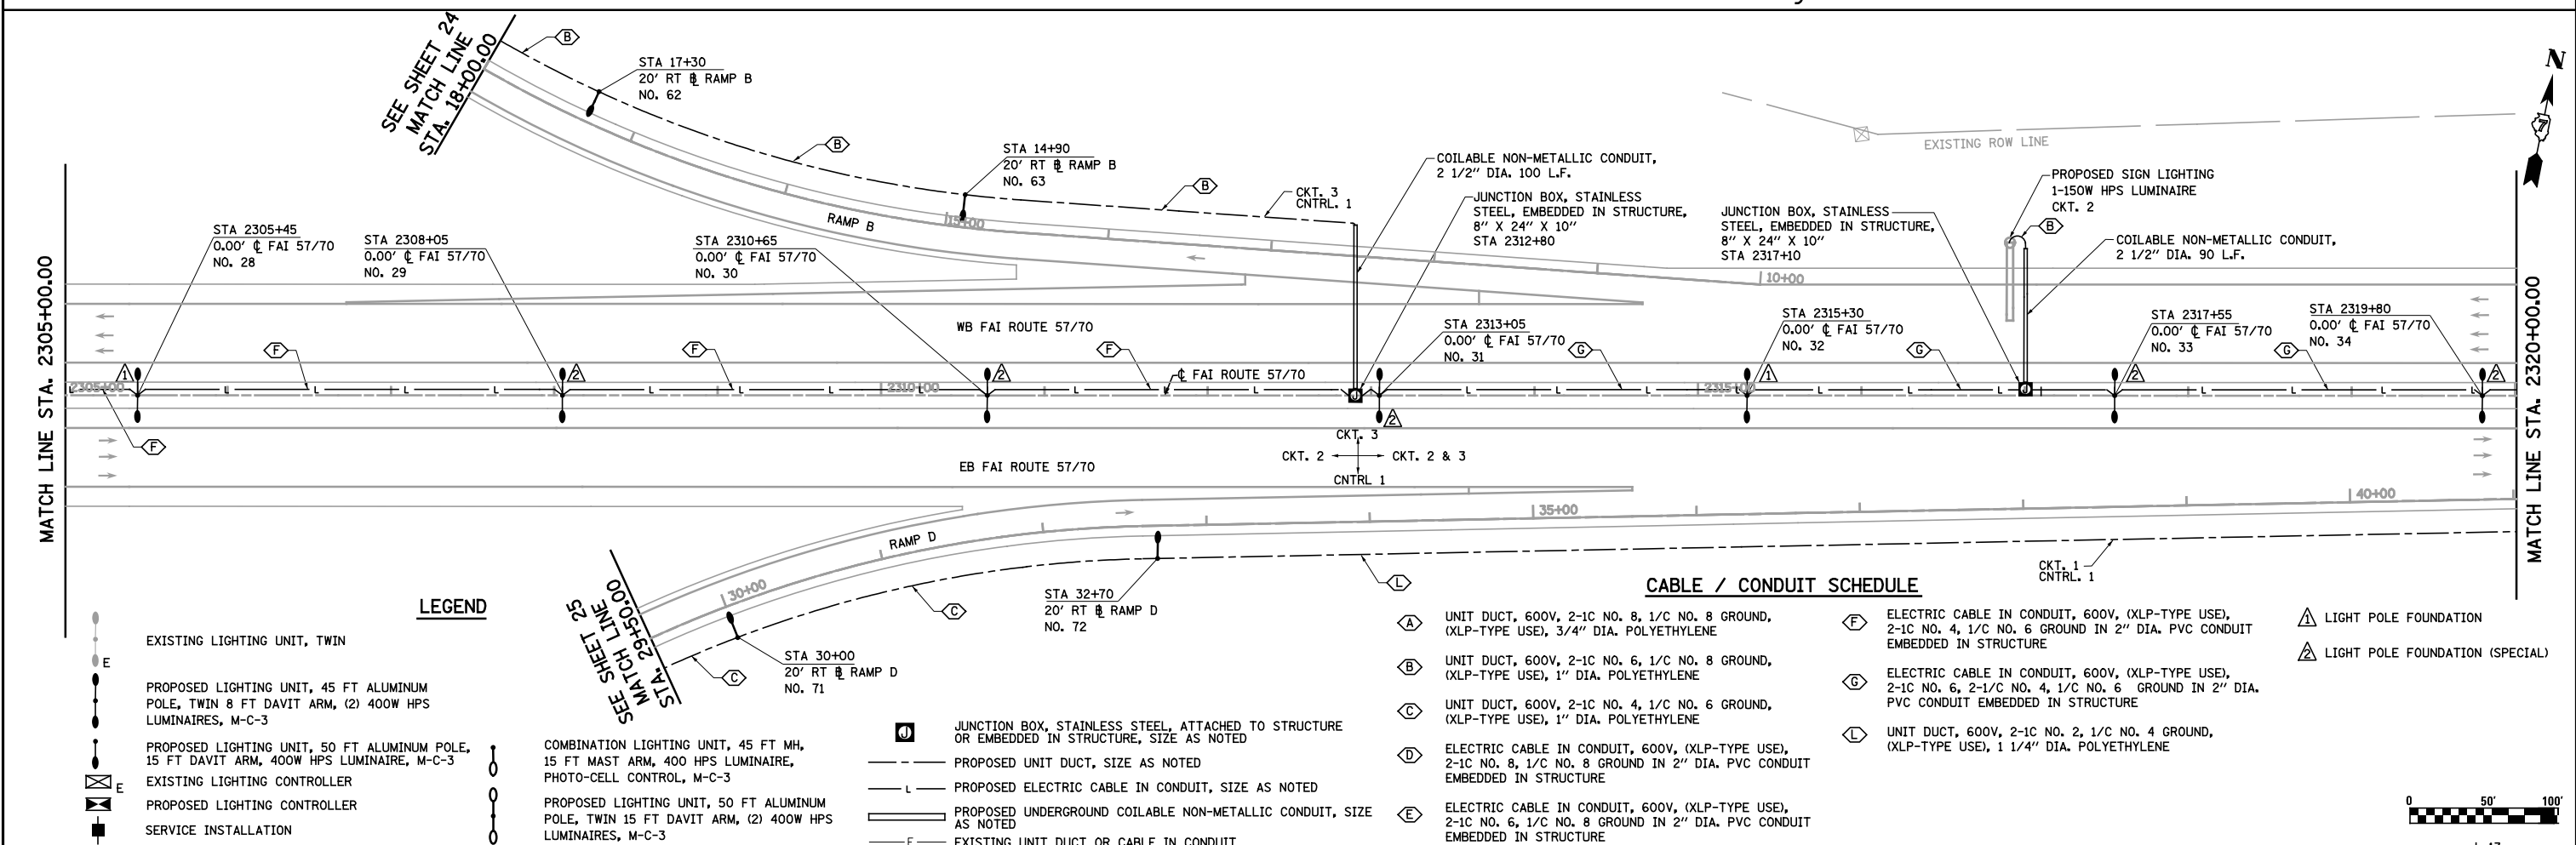 SEE SHEET 24
MATCH LINE
STA. 18+00.00
B
STA 17+30
20' RT ℄ RAMP B
NO. 62
B
STA 14+90
20' RT ℄ RAMP B
NO. 63
B
CKT. 3
CNTRL. 1
COILABLE NON-METALLIC CONDUIT,
2 1/2" DIA. 100 L.F.
JUNCTION BOX, STAINLESS
STEEL, EMBEDDED IN STRUCTURE,
8" X 24" X 10"
STA 2312+80
JUNCTION BOX, STAINLESS
STEEL, EMBEDDED IN STRUCTURE,
8" X 24" X 10"
STA 2317+10
EXISTING ROW LINE
PROPOSED SIGN LIGHTING
1-150W HPS LUMINAIRE
CKT. 2
B
COILABLE NON-METALLIC CONDUIT,
2 1/2" DIA. 90 L.F.
N
7
MATCH LINE STA. 2305+00.00
STA 2305+45
0.00' ℄ FAI 57/70
NO. 28
STA 2308+05
0.00' ℄ FAI 57/70
NO. 29
STA 2310+65
0.00' ℄ FAI 57/70
NO. 30
RAMP B
15+00
10+00
WB FAI ROUTE 57/70
STA 2313+05
0.00' ℄ FAI 57/70
NO. 31
STA 2315+30
0.00' ℄ FAI 57/70
NO. 32
STA 2317+55
0.00' ℄ FAI 57/70
NO. 33
STA 2319+80
0.00' ℄ FAI 57/70
NO. 34
MATCH LINE STA. 2320+00.00
F
F
F
G
G
G
1
2
2
1
2
2
℄ FAI ROUTE 57/70
2305+00
2310+00
2315+00
L L L L L L L L L L L L L L L L L L
J
J
2
F
CKT. 3
CKT. 2
CKT. 2 & 3
CNTRL 1
EB FAI ROUTE 57/70
RAMP D
30+00
35+00
40+00
SEE SHEET 25
MATCH LINE
STA. 29+50.00
C
STA 30+00
20' RT ℄ RAMP D
NO. 71
C
STA 32+70
20' RT ℄ RAMP D
NO. 72
L
CKT. 1
CNTRL. 1
LEGEND
EXISTING LIGHTING UNIT, TWIN
E
PROPOSED LIGHTING UNIT, 45 FT ALUMINUM
POLE, TWIN 8 FT DAVIT ARM, (2) 400W HPS
LUMINAIRES, M-C-3
PROPOSED LIGHTING UNIT, 50 FT ALUMINUM POLE,
15 FT DAVIT ARM, 400W HPS LUMINAIRE, M-C-3
E
EXISTING LIGHTING CONTROLLER
PROPOSED LIGHTING CONTROLLER
SERVICE INSTALLATION
COMBINATION LIGHTING UNIT, 45 FT MH,
15 FT MAST ARM, 400 HPS LUMINAIRE,
PHOTO-CELL CONTROL, M-C-3
PROPOSED LIGHTING UNIT, 50 FT ALUMINUM
POLE, TWIN 15 FT DAVIT ARM, (2) 400W HPS
LUMINAIRES, M-C-3
J
JUNCTION BOX, STAINLESS STEEL, ATTACHED TO STRUCTURE
OR EMBEDDED IN STRUCTURE, SIZE AS NOTED
PROPOSED UNIT DUCT, SIZE AS NOTED
L PROPOSED ELECTRIC CABLE IN CONDUIT, SIZE AS NOTED
PROPOSED UNDERGROUND COILABLE NON-METALLIC CONDUIT, SIZE
AS NOTED
E EXISTING UNIT DUCT OR CABLE IN CONDUIT
CABLE / CONDUIT SCHEDULE
A UNIT DUCT, 600V, 2-1C NO. 8, 1/C NO. 8 GROUND,
(XLP-TYPE USE), 3/4" DIA. POLYETHYLENE
B UNIT DUCT, 600V, 2-1C NO. 6, 1/C NO. 8 GROUND,
(XLP-TYPE USE), 1" DIA. POLYETHYLENE
C UNIT DUCT, 600V, 2-1C NO. 4, 1/C NO. 6 GROUND,
(XLP-TYPE USE), 1" DIA. POLYETHYLENE
D ELECTRIC CABLE IN CONDUIT, 600V, (XLP-TYPE USE),
2-1C NO. 8, 1/C NO. 8 GROUND IN 2" DIA. PVC CONDUIT
EMBEDDED IN STRUCTURE
E ELECTRIC CABLE IN CONDUIT, 600V, (XLP-TYPE USE),
2-1C NO. 6, 1/C NO. 8 GROUND IN 2" DIA. PVC CONDUIT
EMBEDDED IN STRUCTURE
F ELECTRIC CABLE IN CONDUIT, 600V, (XLP-TYPE USE),
2-1C NO. 4, 1/C NO. 6 GROUND IN 2" DIA. PVC CONDUIT
EMBEDDED IN STRUCTURE
G ELECTRIC CABLE IN CONDUIT, 600V, (XLP-TYPE USE),
2-1C NO. 6, 2-1/C NO. 4, 1/C NO. 6 GROUND IN 2" DIA.
PVC CONDUIT EMBEDDED IN STRUCTURE
L UNIT DUCT, 600V, 2-1C NO. 2, 1/C NO. 4 GROUND,
(XLP-TYPE USE), 1 1/4" DIA. POLYETHYLENE
1 LIGHT POLE FOUNDATION
2 LIGHT POLE FOUNDATION (SPECIAL)
0 50' 100'